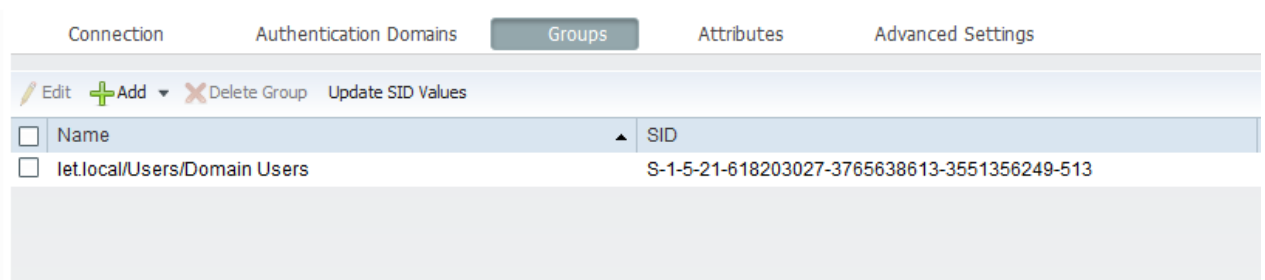 Connection Authentication Domains Groups Attributes Advanced Settings
Edit Add Delete Group Update SID Values
Name SID
let.local/Users/Domain Users S-1-5-21-618203027-3765638613-3551356249-513